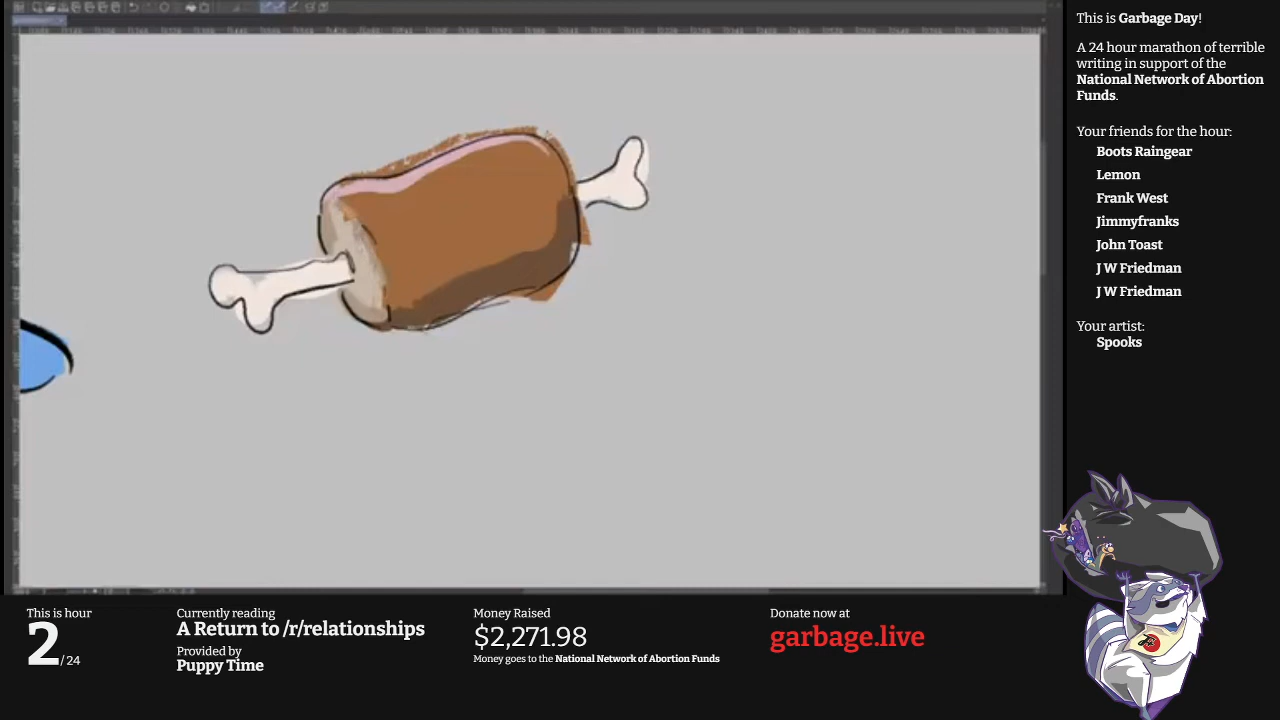 This is Garbage Day!
A 24 hour marathon of terrible
writing in support of the
National Network of Abortion
Funds.
Your friends for the hour:
Boots Raingear
Lemon
Frank West
Jimmyfranks
John Toast
J W Friedman
J W Friedman
Your artist:
Spooks
This is hour
2/24
Currently reading
A Return to /r/relationships
Provided by
Puppy Time
Money Raised
$2,271.98
Money goes to the National Network of Abortion Funds
Donate now at
garbage.live